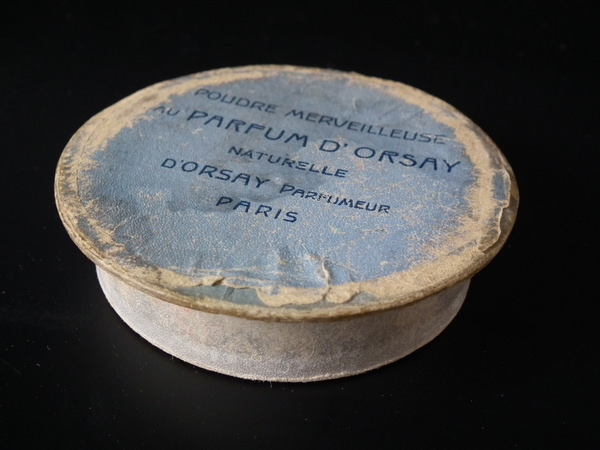 POUDRE MERVEILLEUSE
AU PARFUM D'ORSAY
NATURELLE
D'ORSAY PARFUMEUR
PARIS